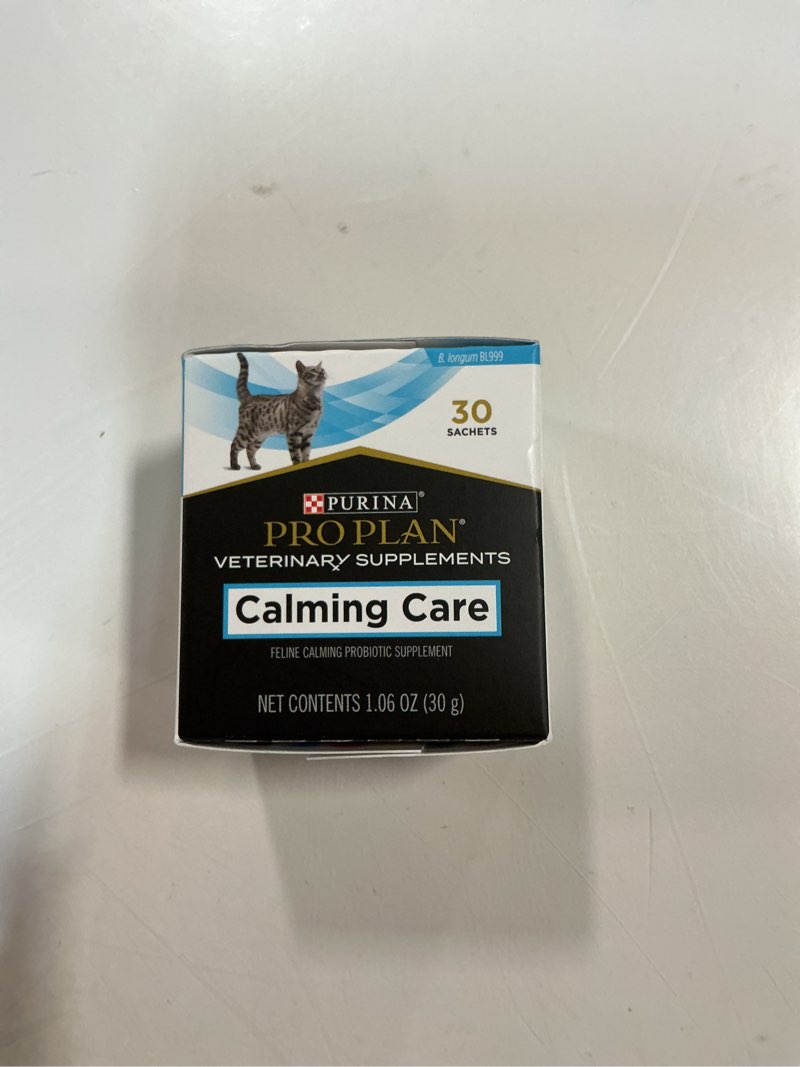 B. longum BL999
30
SACHETS
PURINA®
PRO PLAN®
VETERINARY SUPPLEMENTS
Calming Care
FELINE CALMING PROBIOTIC SUPPLEMENT
NET CONTENTS 1.06 OZ (30 g)